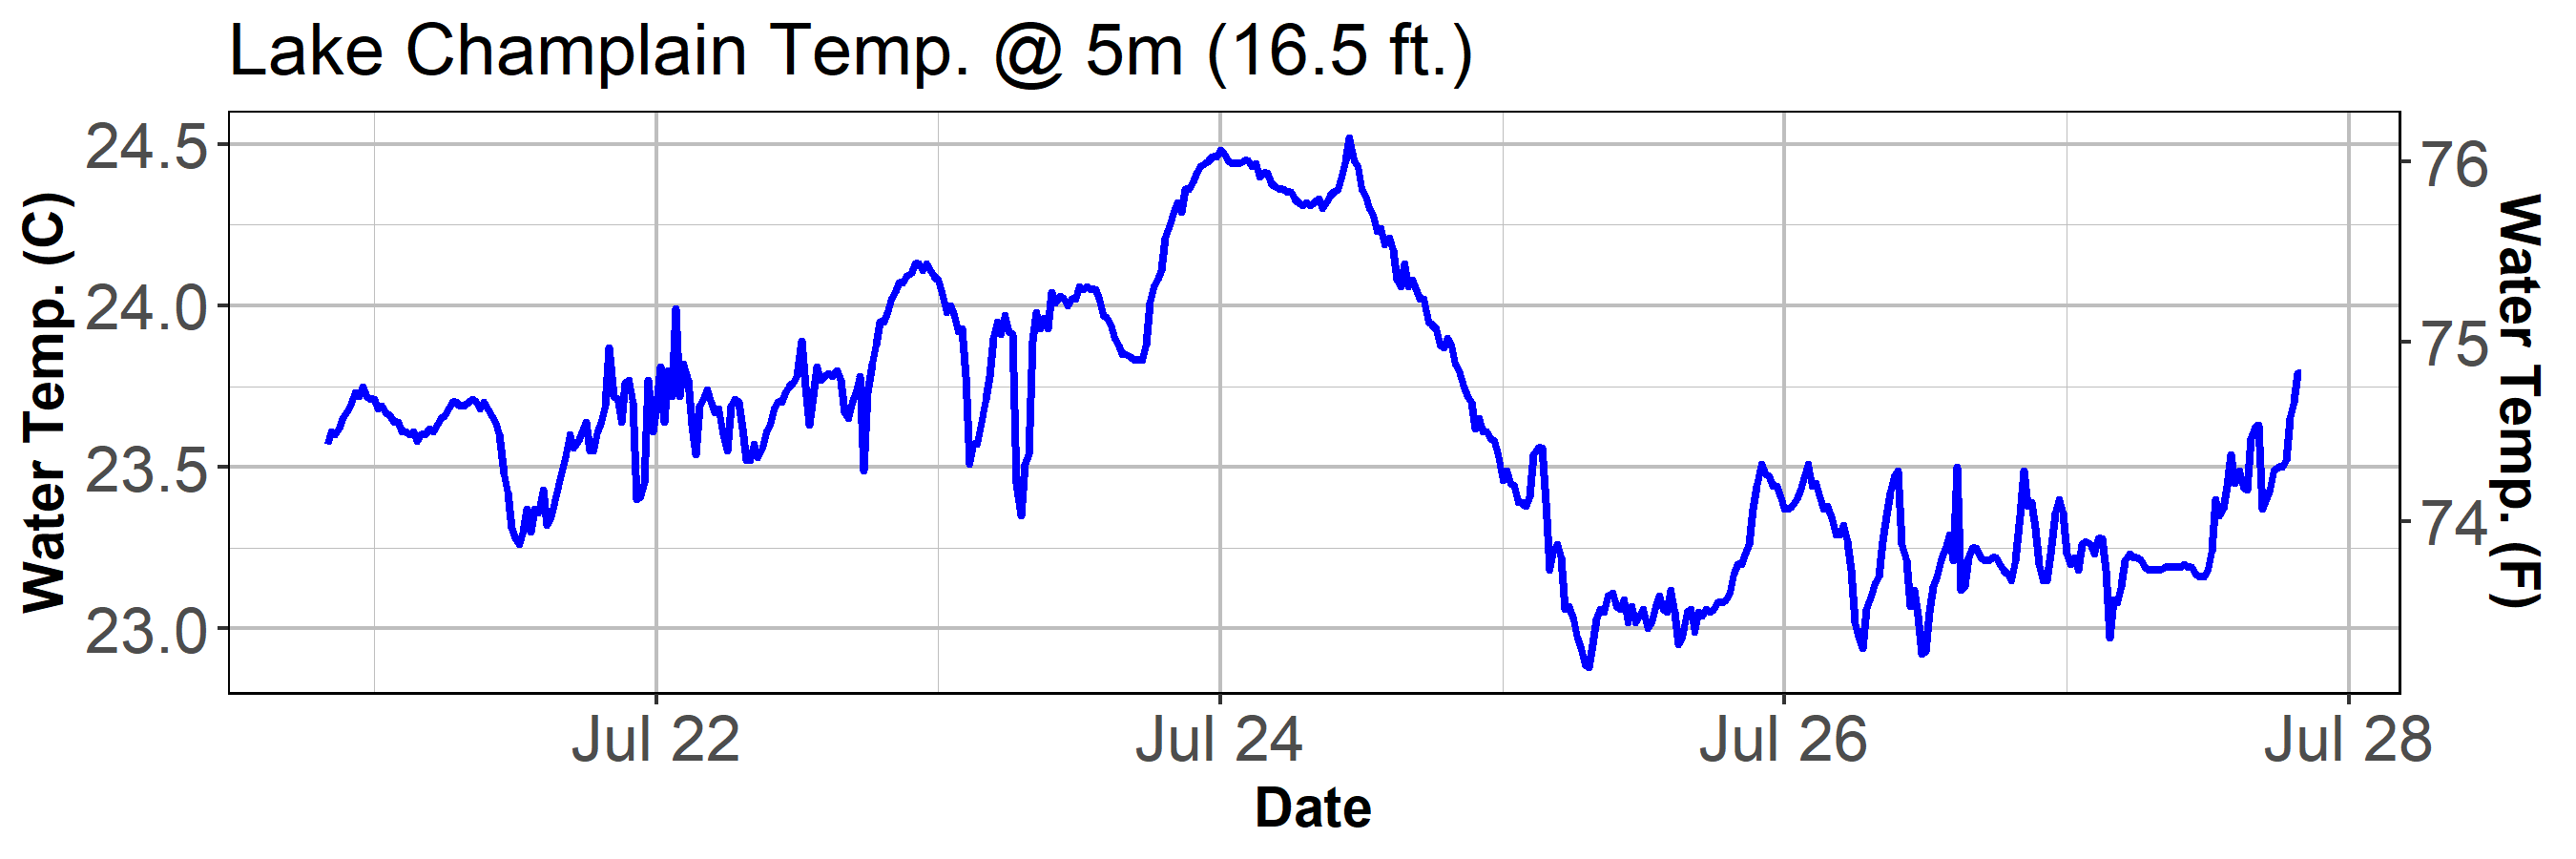 Lake Champlain Temp. @ 5m (16.5 ft.)
Water Temp. (C)
24.5
24.0
23.5
23.0
76
75
74
Water Temp. (F)
Jul 22 Jul 24 Jul 26 Jul 28
Date